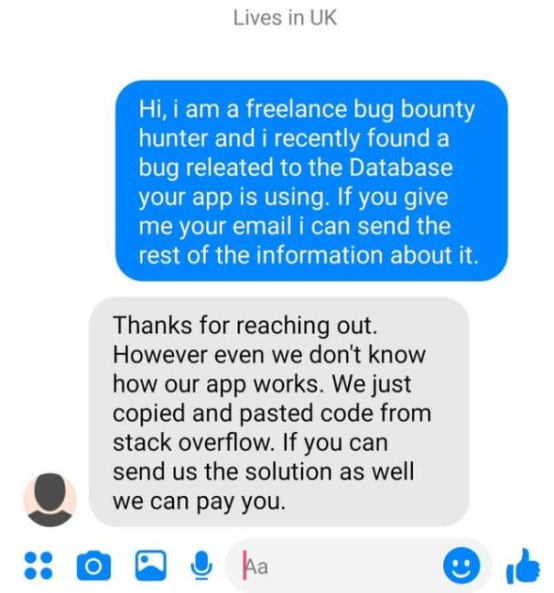 Lives in UK
Hi, i am a freelance bug bounty
hunter and i recently found a
bug releated to the Database
your app is using. If you give
me your email i can send the
rest of the information about it.
Thanks for reaching out.
However even we don't know
how our app works. We just
copied and pasted code from
stack overflow. If you can
send us the solution as well
we can pay you.
Aa